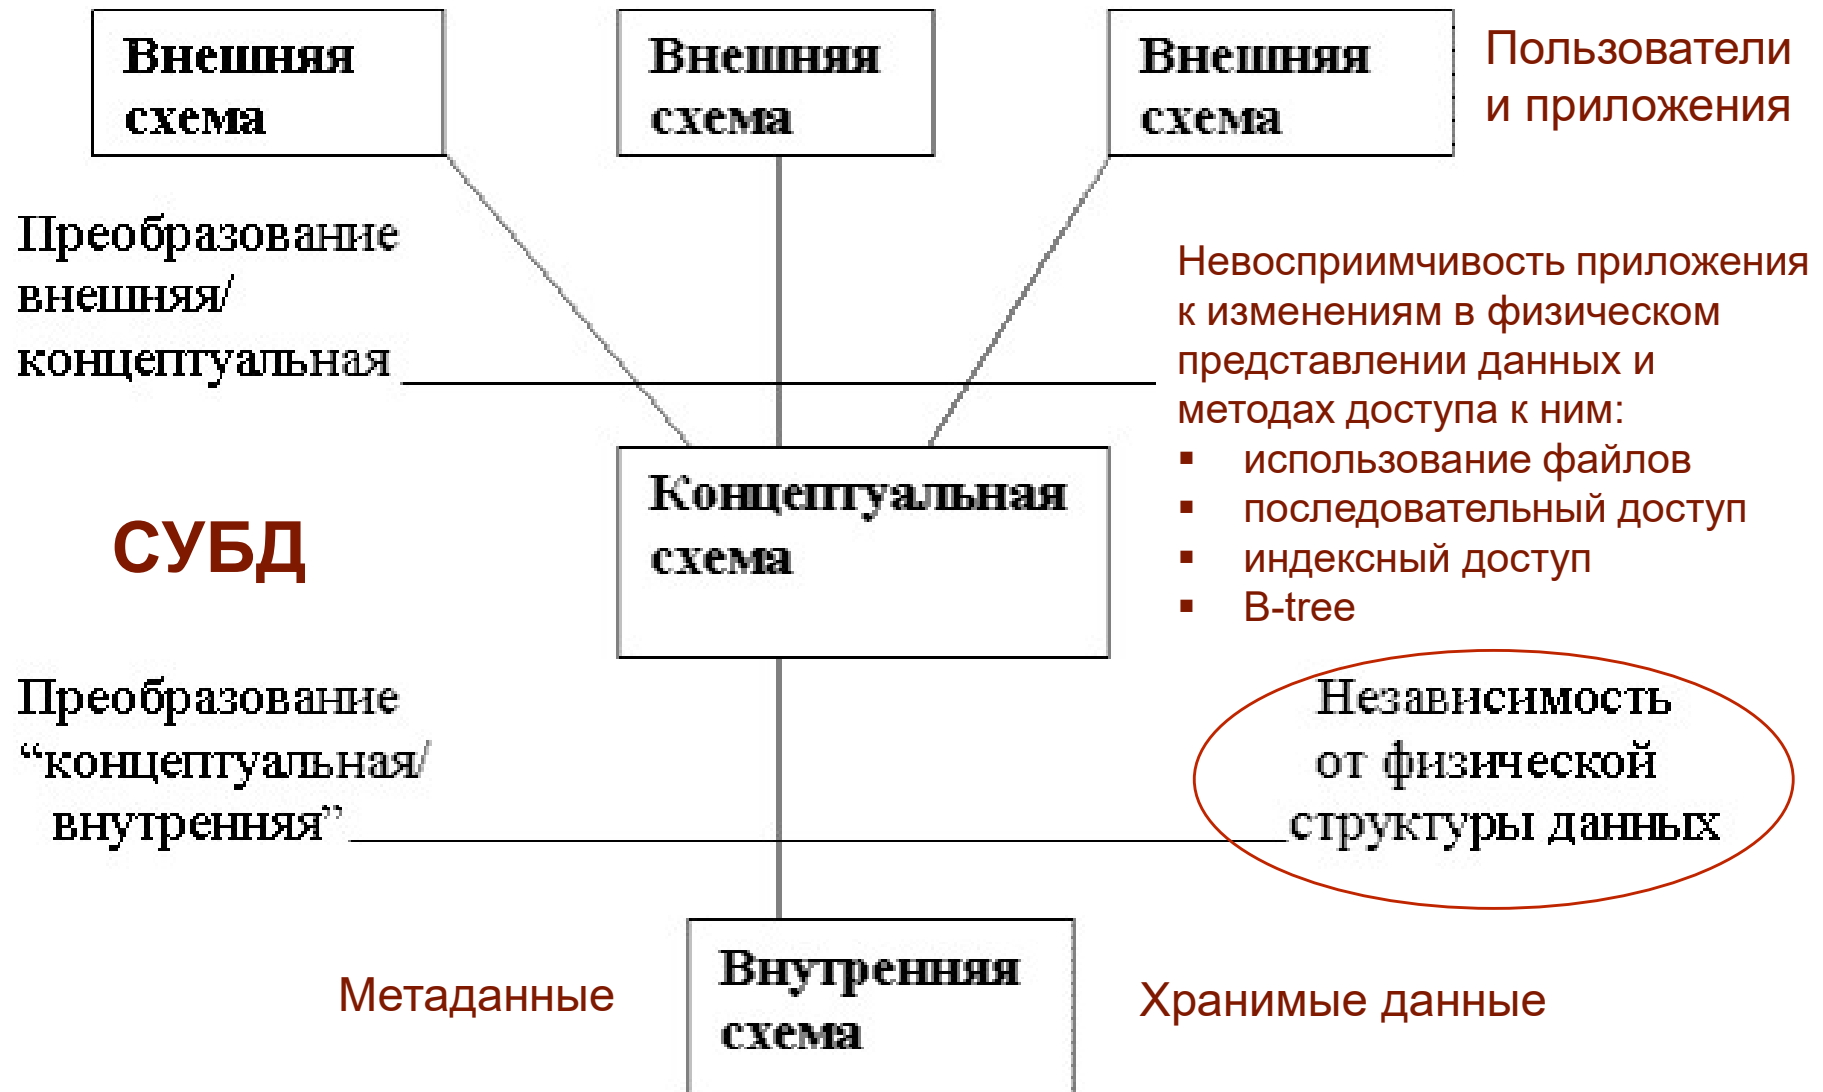 Внешняя
схема
Внешняя
схема
Внешняя
схема
Пользователи
и приложения
Преобразование
внешняя/
концептуальная
Невосприимчивость приложения
к изменениям в физическом
представлении данных и
методах доступа к ним:
▪ использование файлов
▪ последовательный доступ
▪ индексный доступ
▪ B-tree
СУБД
Концептуальная
схема
Преобразование
“концептуальная/
внутренняя”
Независимость
от физической
структуры данных
Метаданные
Внутренняя
схема
Хранимые данные